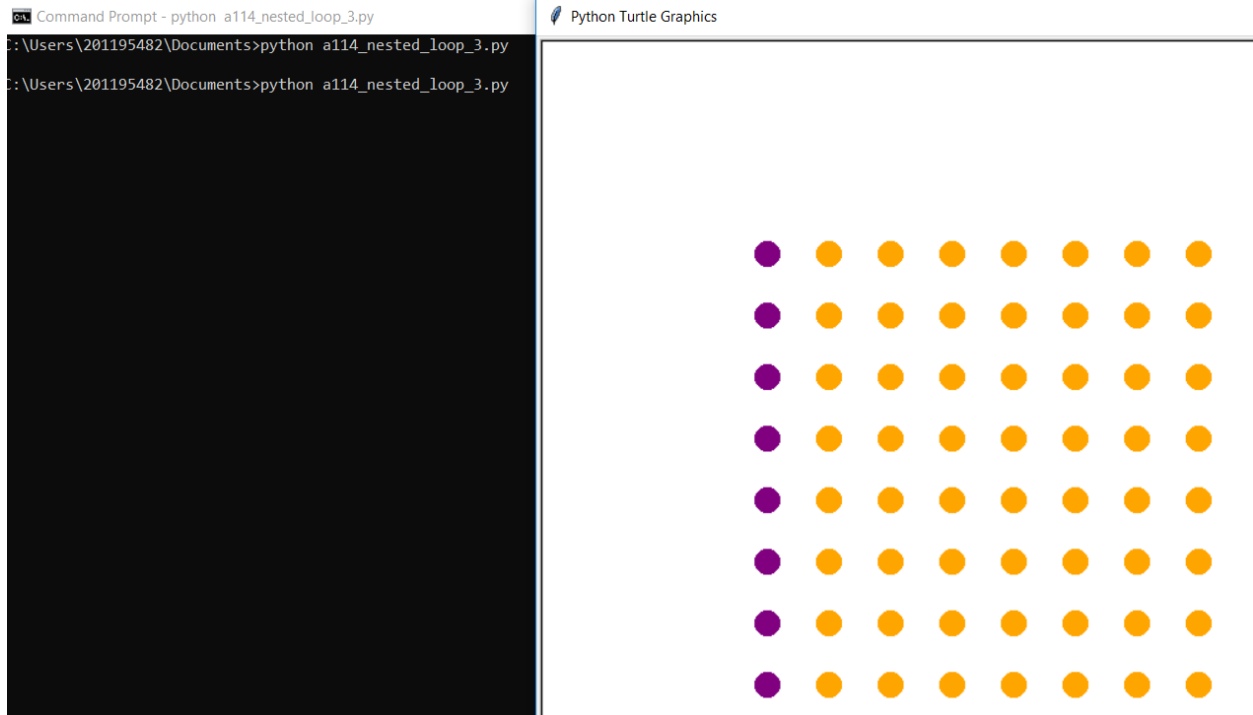 Command Prompt - python  a114_nested_loop_3.py
C:\Users\201195482\Documents>python a114_nested_loop_3.py
C:\Users\201195482\Documents>python a114_nested_loop_3.py
Python Turtle Graphics